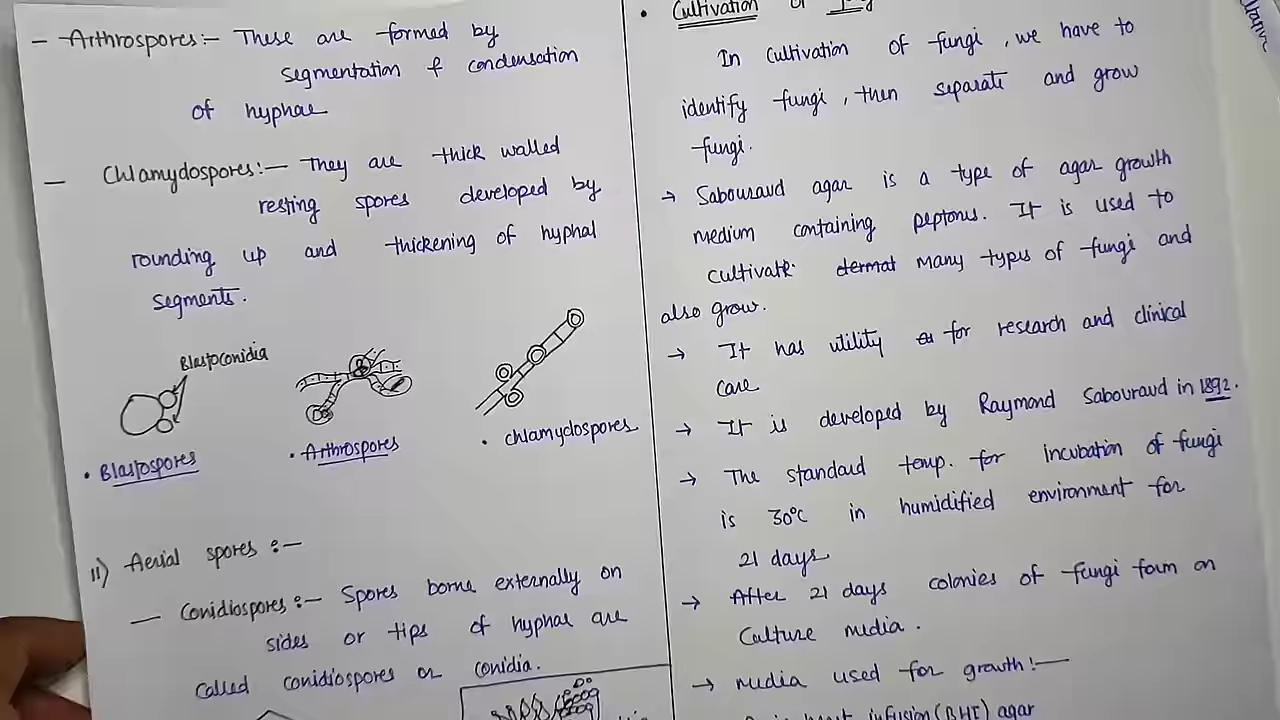 – Arthrospores:– These are formed by
segmentation & condensation
of hyphae
– Chlamydospores:– They are thick walled
resting spores developed by
rounding up and thickening of hyphal
segments.
Blastoconidia
• Blastospores
• Arthrospores
• chlamydospores
II) Aerial spores :–
– Conidiospores :– Spores borne externally on
sides or tips of hyphae are
called conidiospores or conidia.
• Cultivation of
In cultivation of fungi, we have to
identify fungi, then separate and grow
fungi.
→ Sabouraud agar is a type of agar growth
medium containing peptones. It is used to
cultivate dermat many types of fungi and
also grow.
→ It has utility as for research and clinical
care
→ It is developed by Raymond Sabouraud in 1892.
→ The standard temp. for incubation of fungi
is 30°C in humidified environment for
21 days
→ After 21 days colonies of fungi form on
Culture media.
→ Media used for growth:–
infusion (BHI) agar